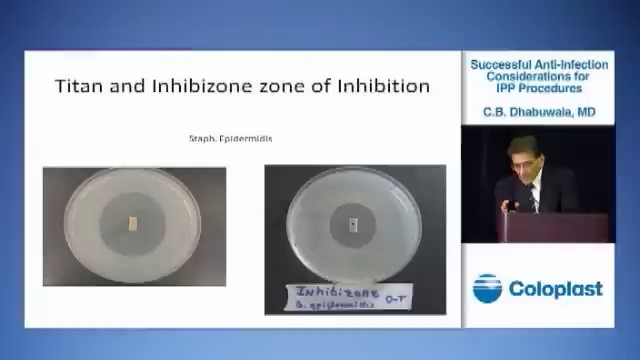 Titan and Inhibizone zone of Inhibition
Staph. Epidermidis
Inhibizone
S. epidermidis O-T
Successful Anti-Infection
Considerations for
IPP Procedures
C.B. Dhabuwala, MD
Coloplast